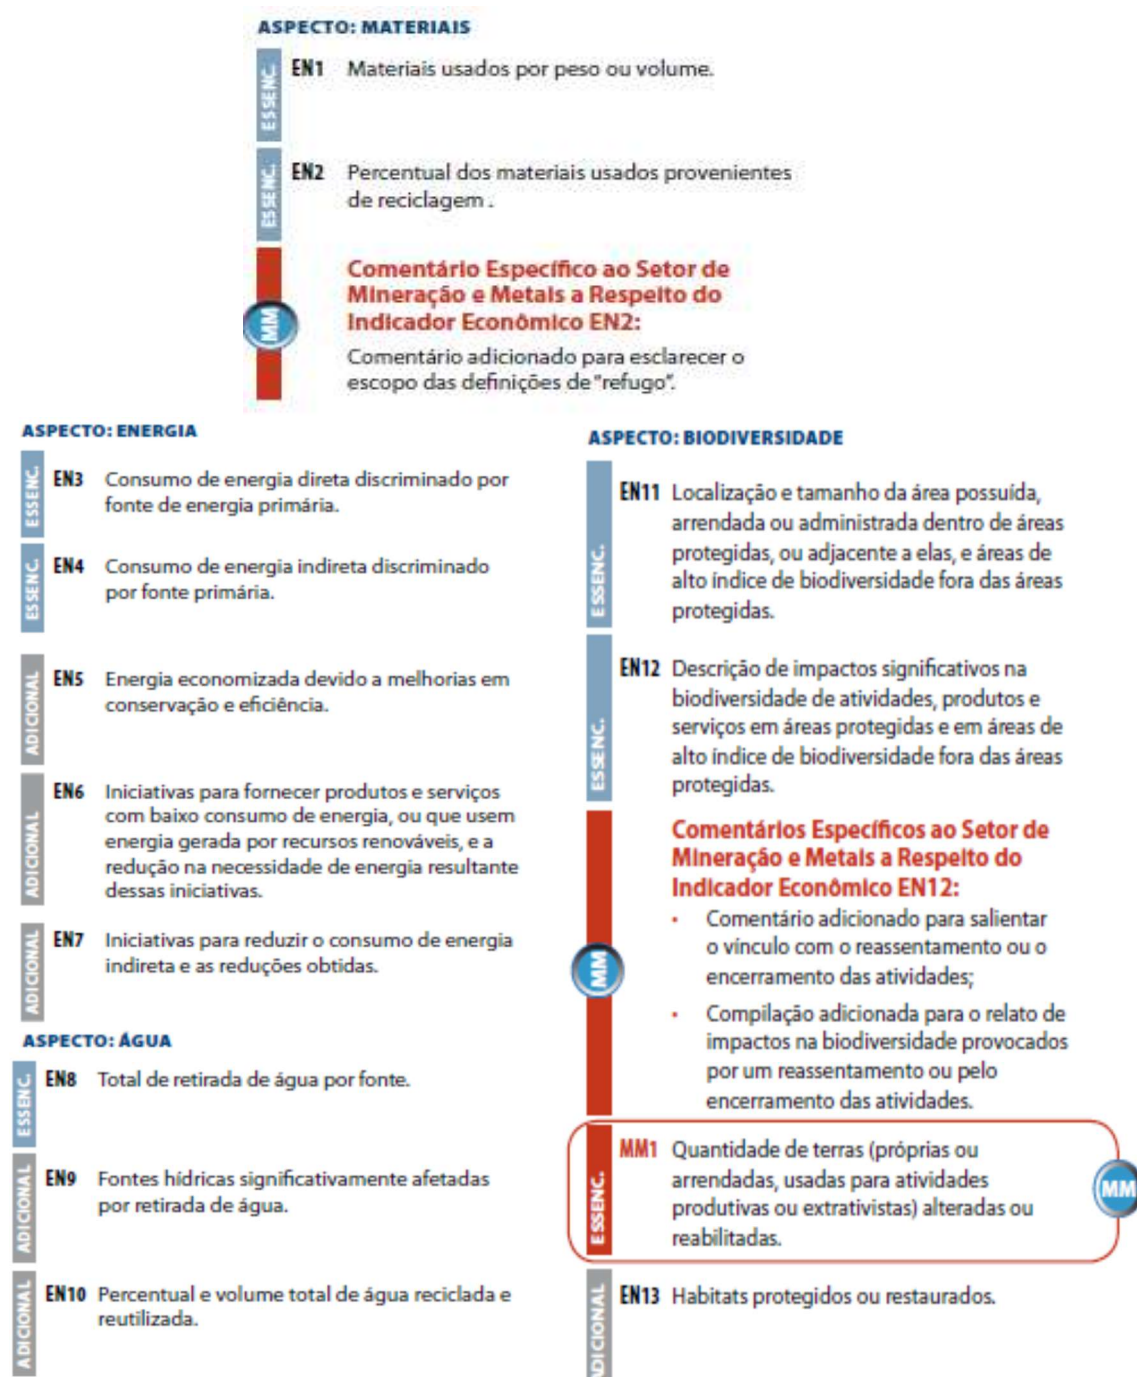 ASPECTO: MATERIAIS
ESSENC.
EN1 Materiais usados por peso ou volume.
ESSENC.
EN2 Percentual dos materiais usados provenientes
de reciclagem .
Comentário Específico ao Setor de
Mineração e Metais a Respeito do
Indicador Econômico EN2:
MM
Comentário adicionado para esclarecer o
escopo das definições de "refugo".
ASPECTO: ENERGIA
ESSENC.
EN3 Consumo de energia direta discriminado por
fonte de energia primária.
ESSENC.
EN4 Consumo de energia indireta discriminado
por fonte primária.
ADICIONAL
EN5 Energia economizada devido a melhorias em
conservação e eficiência.
ADICIONAL
EN6 Iniciativas para fornecer produtos e serviços
com baixo consumo de energia, ou que usem
energia gerada por recursos renováveis, e a
redução na necessidade de energia resultante
dessas iniciativas.
ADICIONAL
EN7 Iniciativas para reduzir o consumo de energia
indireta e as reduções obtidas.
ASPECTO: ÁGUA
ESSENC.
EN8 Total de retirada de água por fonte.
ADICIONAL
EN9 Fontes hídricas significativamente afetadas
por retirada de água.
ADICIONAL
EN10 Percentual e volume total de água reciclada e
reutilizada.
ASPECTO: BIODIVERSIDADE
ESSENC.
EN11 Localização e tamanho da área possuída,
arrendada ou administrada dentro de áreas
protegidas, ou adjacente a elas, e áreas de
alto índice de biodiversidade fora das áreas
protegidas.
ESSENC.
EN12 Descrição de impactos significativos na
biodiversidade de atividades, produtos e
serviços em áreas protegidas e em áreas de
alto índice de biodiversidade fora das áreas
protegidas.
Comentários Específicos ao Setor de
Mineração e Metais a Respeito do
Indicador Econômico EN12:
MM
• Comentário adicionado para salientar
o vínculo com o reassentamento ou o
encerramento das atividades;
• Compilação adicionada para o relato de
impactos na biodiversidade provocados
por um reassentamento ou pelo
encerramento das atividades.
ESSENC.
MM1 Quantidade de terras (próprias ou
arrendadas, usadas para atividades
produtivas ou extrativistas) alteradas ou
reabilitadas.
MM
ADICIONAL
EN13 Habitats protegidos ou restaurados.